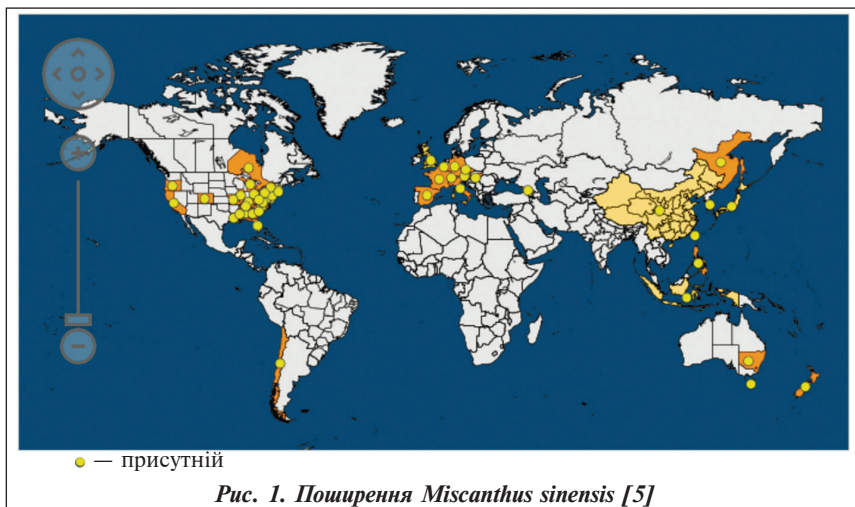 — присутній
Рис. 1. Поширення Miscanthus sinensis [5]